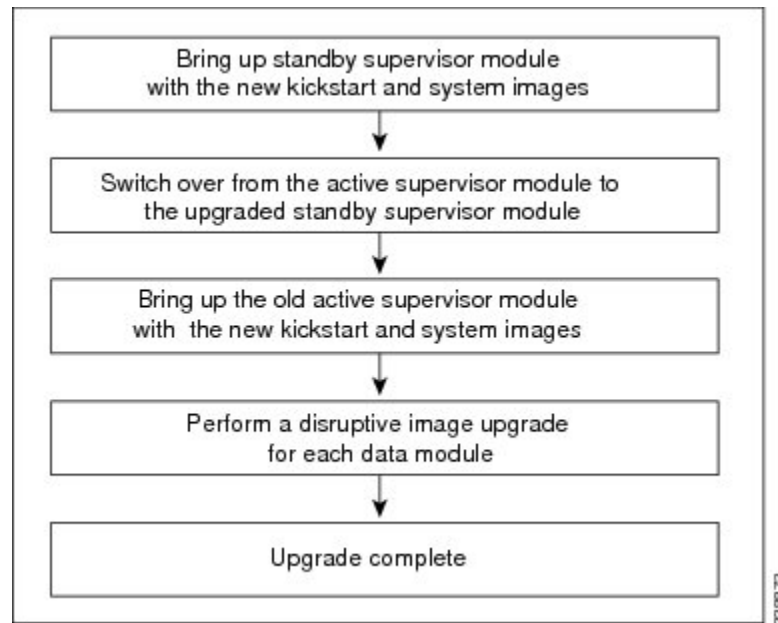 Bring up standby supervisor module
with the new kickstart and system images
Switch over from the active supervisor module to
the upgraded standby supervisor module
Bring up the old active supervisor module
with the new kickstart and system images
Perform a disruptive image upgrade
for each data module
Upgrade complete